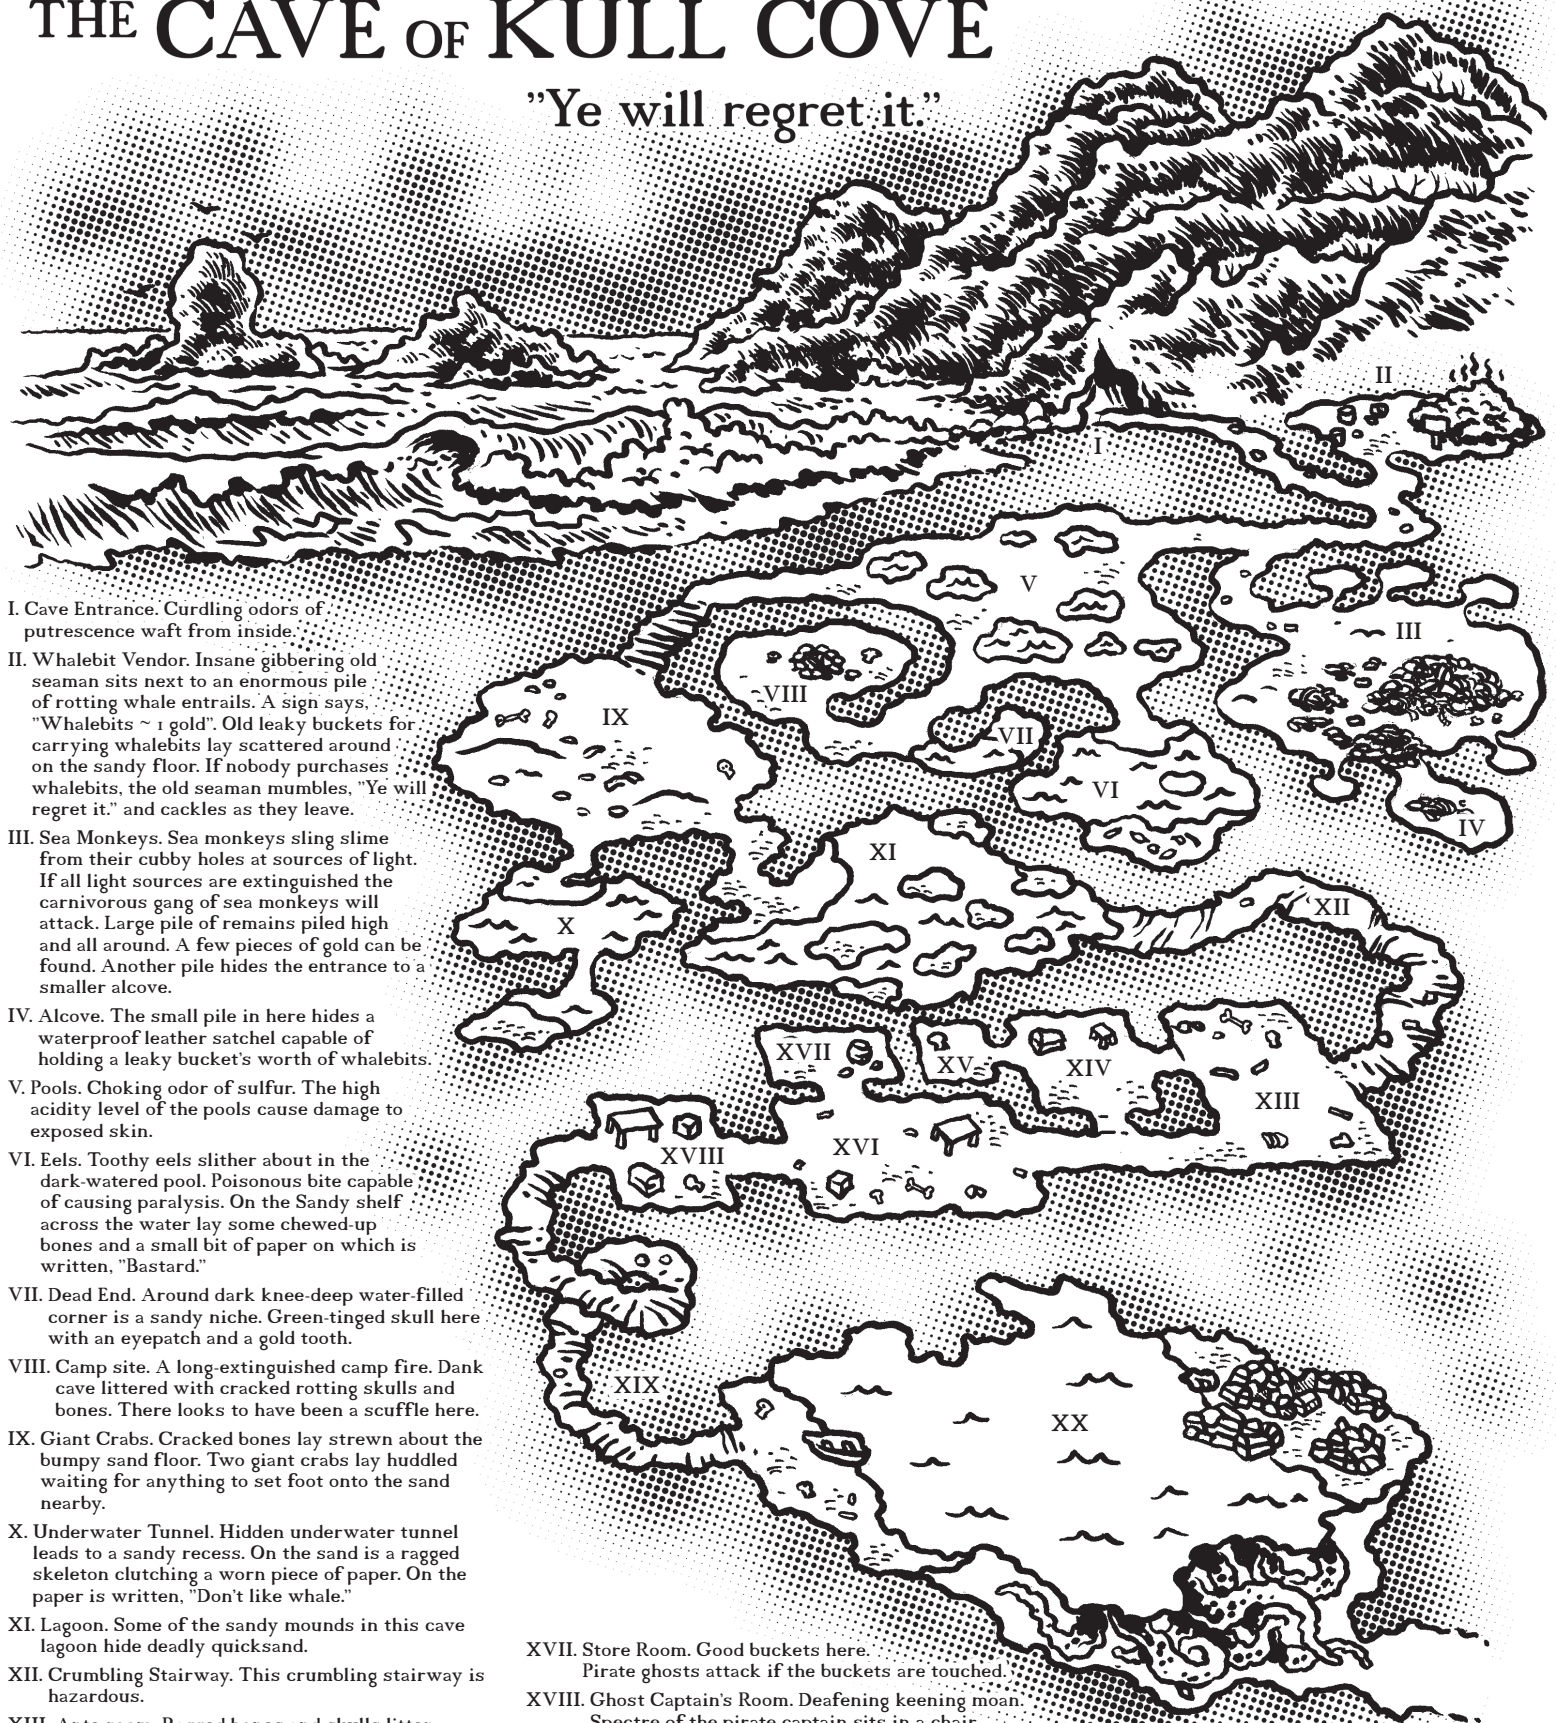 THE CAVE OF KULL COVE
"Ye will regret it."
I. Cave Entrance. Curdling odors of
putrescence waft from inside.
II. Whalebit Vendor. Insane gibbering old
seaman sits next to an enormous pile
of rotting whale entrails. A sign says,
"Whalebits ~ 1 gold". Old leaky buckets for
carrying whalebits lay scattered around
on the sandy floor. If nobody purchases
whalebits, the old seaman mumbles, "Ye will
regret it." and cackles as they leave.
III. Sea Monkeys. Sea monkeys sling slime
from their cubby holes at sources of light.
If all light sources are extinguished the
carnivorous gang of sea monkeys will
attack. Large pile of remains piled high
and all around. A few pieces of gold can be
found. Another pile hides the entrance to a
smaller alcove.
IV. Alcove. The small pile in here hides a
waterproof leather satchel capable of
holding a leaky bucket's worth of whalebits.
V. Pools. Choking odor of sulfur. The high
acidity level of the pools cause damage to
exposed skin.
VI. Eels. Toothy eels slither about in the
dark-watered pool. Poisonous bite capable
of causing paralysis. On the Sandy shelf
across the water lay some chewed-up
bones and a small bit of paper on which is
written, "Bastard."
VII. Dead End. Around dark knee-deep water-filled
corner is a sandy niche. Green-tinged skull here
with an eyepatch and a gold tooth.
VIII. Camp site. A long-extinguished camp fire. Dank
cave littered with cracked rotting skulls and
bones. There looks to have been a scuffle here.
IX. Giant Crabs. Cracked bones lay strewn about the
bumpy sand floor. Two giant crabs lay huddled
waiting for anything to set foot onto the sand
nearby.
X. Underwater Tunnel. Hidden underwater tunnel
leads to a sandy recess. On the sand is a ragged
skeleton clutching a worn piece of paper. On the
paper is written, "Don't like whale."
XI. Lagoon. Some of the sandy mounds in this cave
lagoon hide deadly quicksand.
XII. Crumbling Stairway. This crumbling stairway is
hazardous.
XVII. Store Room. Good buckets here.
Pirate ghosts attack if the buckets are touched.
XVIII. Ghost Captain's Room. Deafening keening moan.
Spectre of the pirate captain sits in a chair
I
II
III
IV
V
VI
VII
VIII
IX
X
XI
XII
XIII
XIV
XV
XVI
XVII
XVIII
XIX
XX